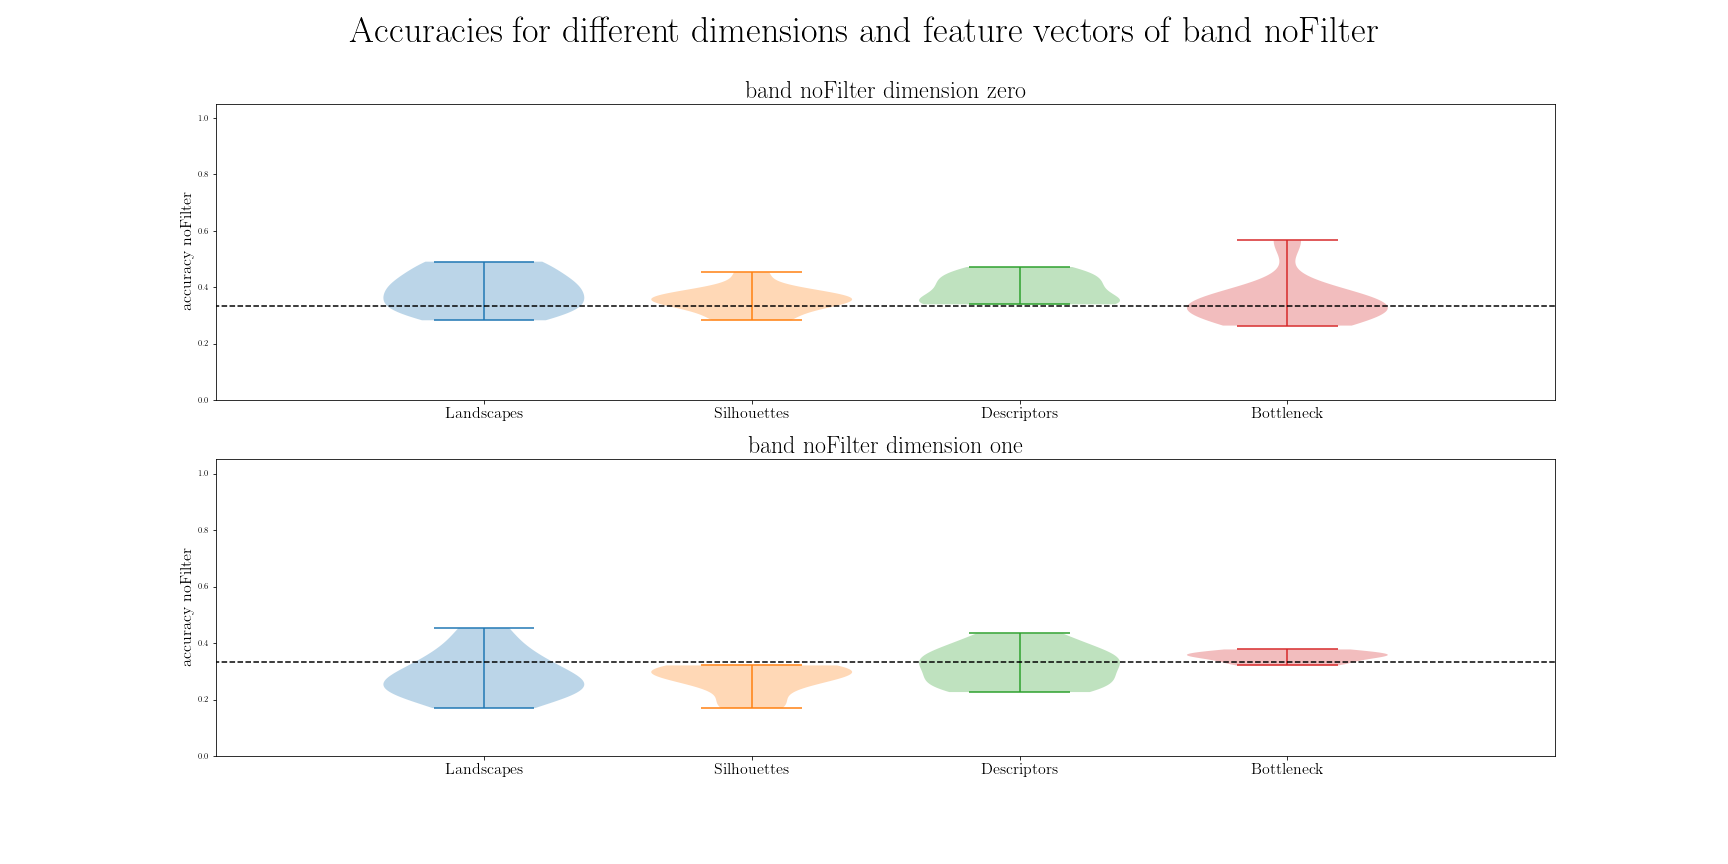 Accuracies for different dimensions and feature vectors of band noFilter
band noFilter dimension zero
accuracy noFilter
1.0
0.8
0.6
0.4
0.2
0.0
Landscapes Silhouettes Descriptors Bottleneck
band noFilter dimension one
accuracy noFilter
1.0
0.8
0.6
0.4
0.2
0.0
Landscapes Silhouettes Descriptors Bottleneck